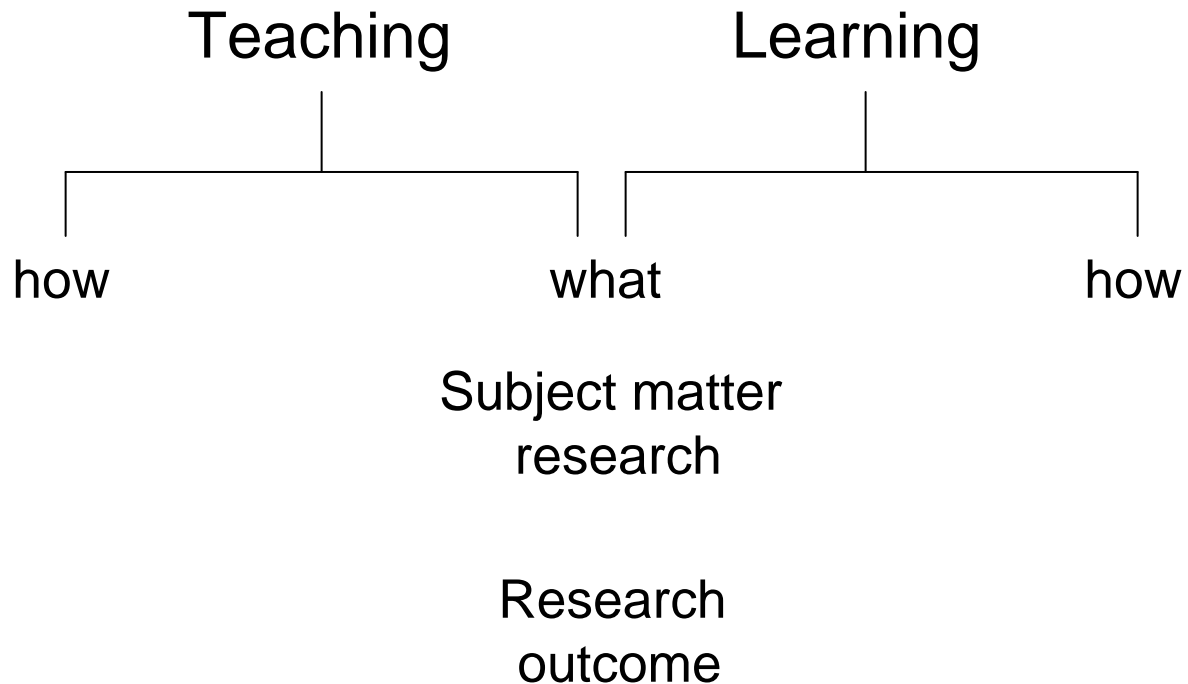 Teaching Learning
how what how
Subject matter
research
Research
outcome